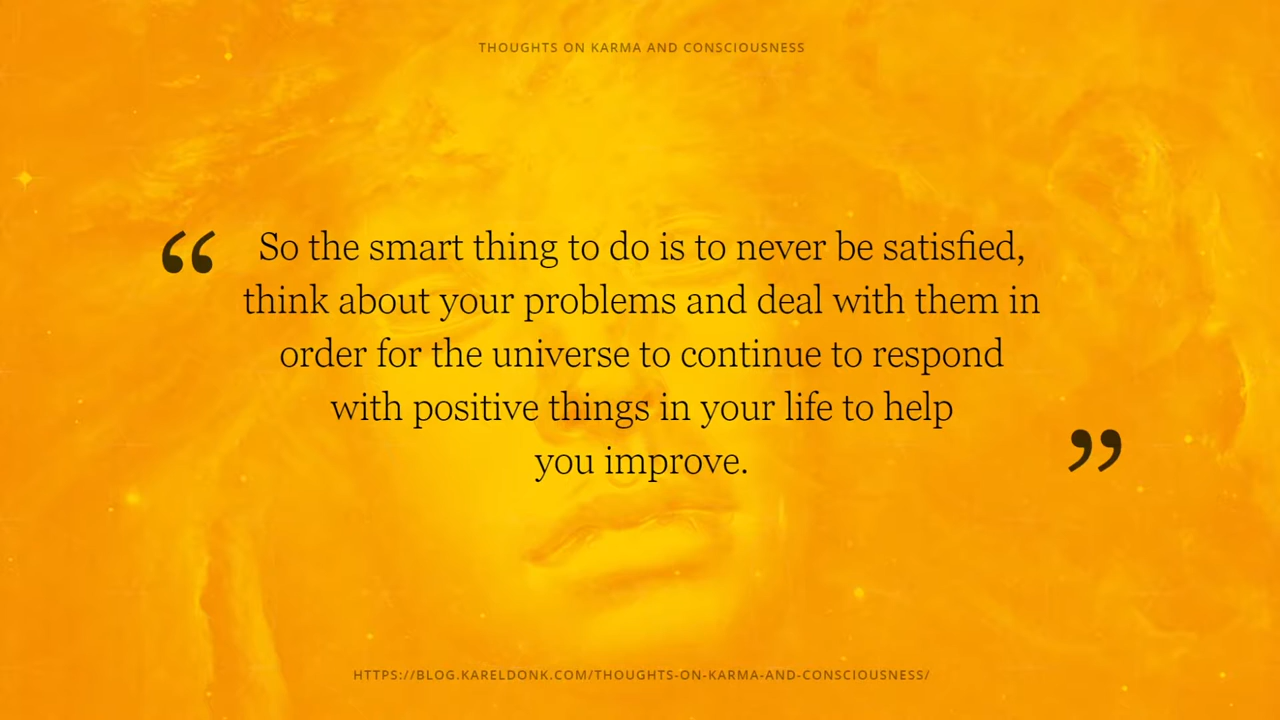 THOUGHTS ON KARMA AND CONSCIOUSNESS
“ So the smart thing to do is to never be satisfied,
think about your problems and deal with them in
order for the universe to continue to respond
with positive things in your life to help
you improve. ”
HTTPS://BLOG.KARELDONK.COM/THOUGHTS-ON-KARMA-AND-CONSCIOUSNESS/